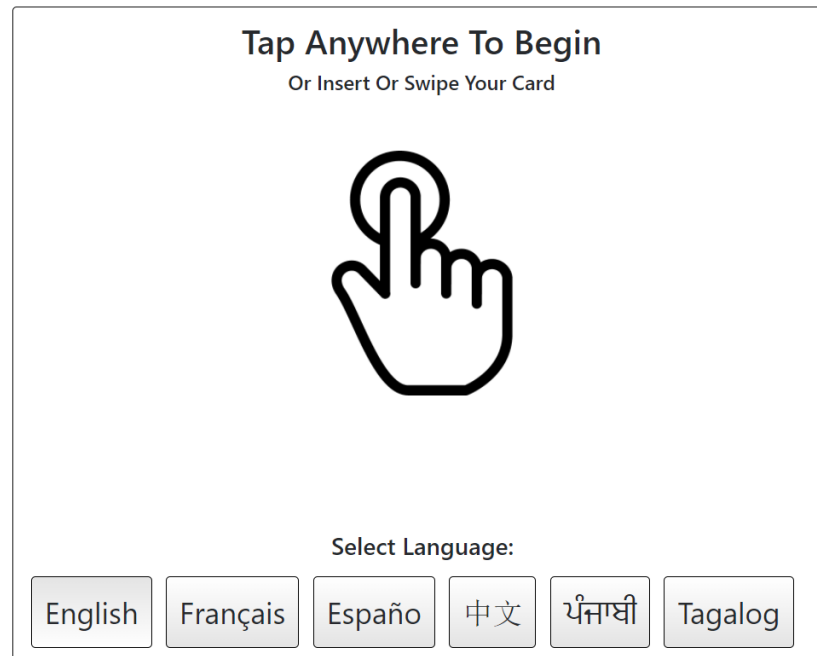 Tap Anywhere To Begin
Or Insert Or Swipe Your Card
Select Language:
English Français Españo 中文 ਪੰਜਾਬੀ Tagalog